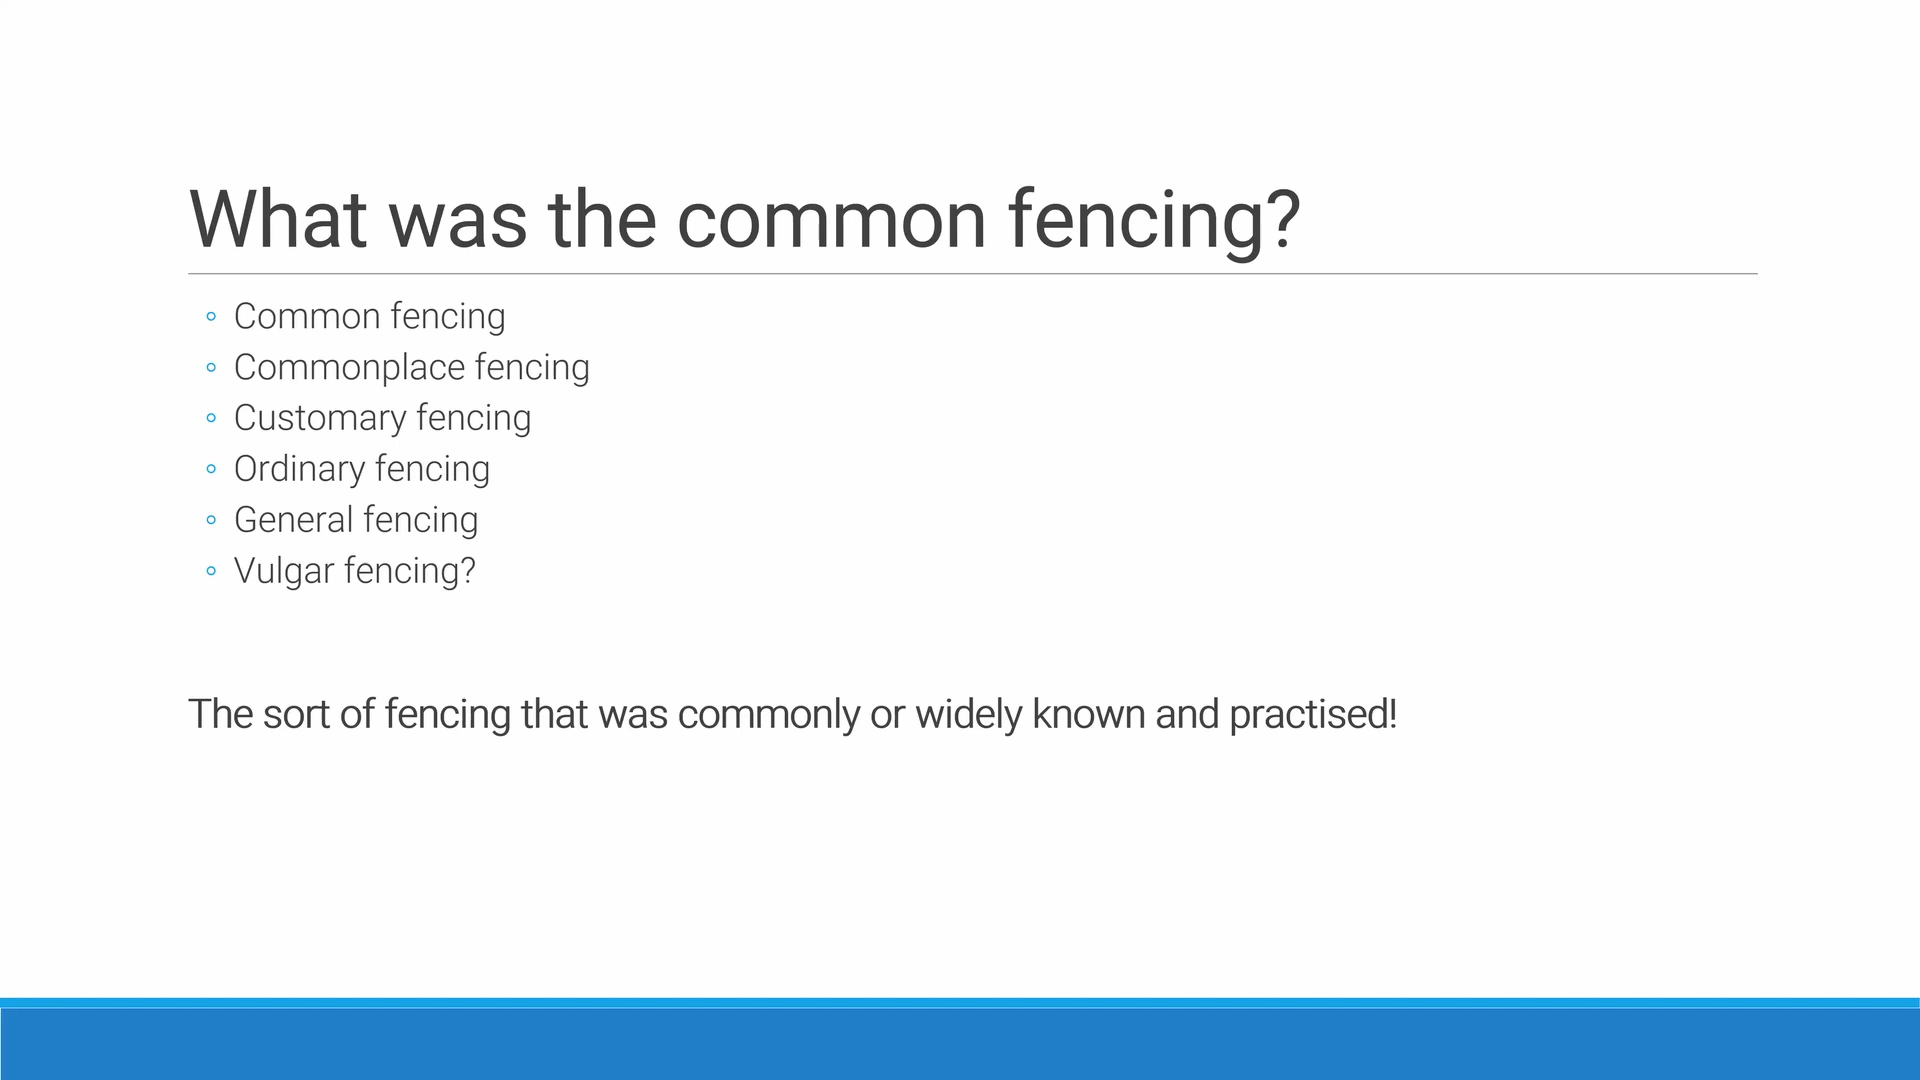 What was the common fencing?
◦ Common fencing
◦ Commonplace fencing
◦ Customary fencing
◦ Ordinary fencing
◦ General fencing
◦ Vulgar fencing?
The sort of fencing that was commonly or widely known and practised!